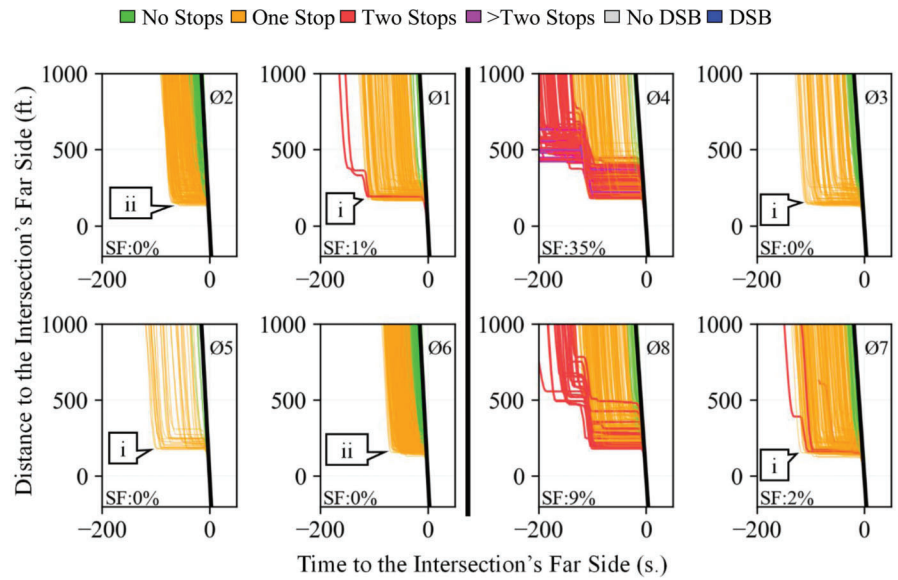 No Stops One Stop Two Stops >Two Stops No DSB DSB
Distance to the Intersection's Far Side (ft.)
1000
500
0
Ø2
ii
SF:0%
−200
0
1000
500
0
Ø1
i
SF:1%
−200
0
1000
500
0
Ø4
SF:35%
−200
0
1000
500
0
Ø3
i
SF:0%
−200
0
1000
500
0
Ø5
i
SF:0%
−200
0
1000
500
0
Ø6
ii
SF:0%
−200
0
1000
500
0
Ø8
SF:9%
−200
0
1000
500
0
Ø7
i
SF:2%
−200
0
Time to the Intersection's Far Side (s.)